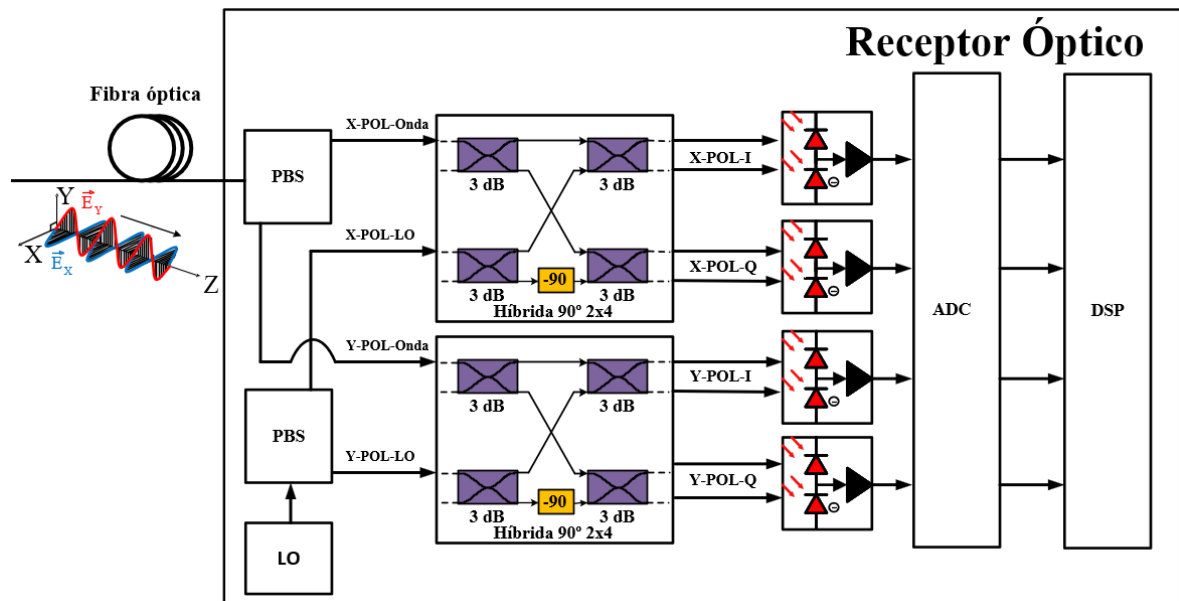 Receptor Óptico
Fibra óptica
Y
E_Y
X
E_X
Z
PBS
X-POL-Onda
X-POL-LO
3 dB
3 dB
3 dB
-90
3 dB
Híbrida 90º 2x4
X-POL-I
X-POL-Q
Y-POL-Onda
PBS
Y-POL-LO
LO
3 dB
3 dB
3 dB
-90
3 dB
Híbrida 90º 2x4
Y-POL-I
Y-POL-Q
ADC
DSP